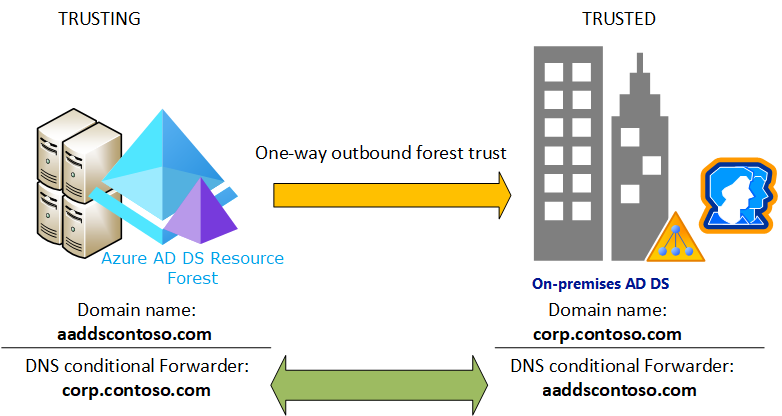 TRUSTING
TRUSTED
One-way outbound forest trust
Azure AD DS Resource
Forest
On-premises AD DS
Domain name:
aaddscontoso.com
Domain name:
corp.contoso.com
DNS conditional Forwarder:
corp.contoso.com
DNS conditional Forwarder:
aaddscontoso.com